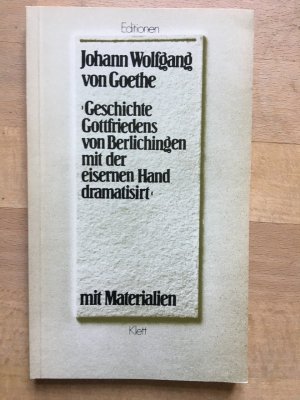 Editionen
Johann Wolfgang
von Goethe
›Geschichte
Gottfriedens
von Berlichingen
mit der
eisernen Hand
dramatisirt‹
mit Materialien
Klett